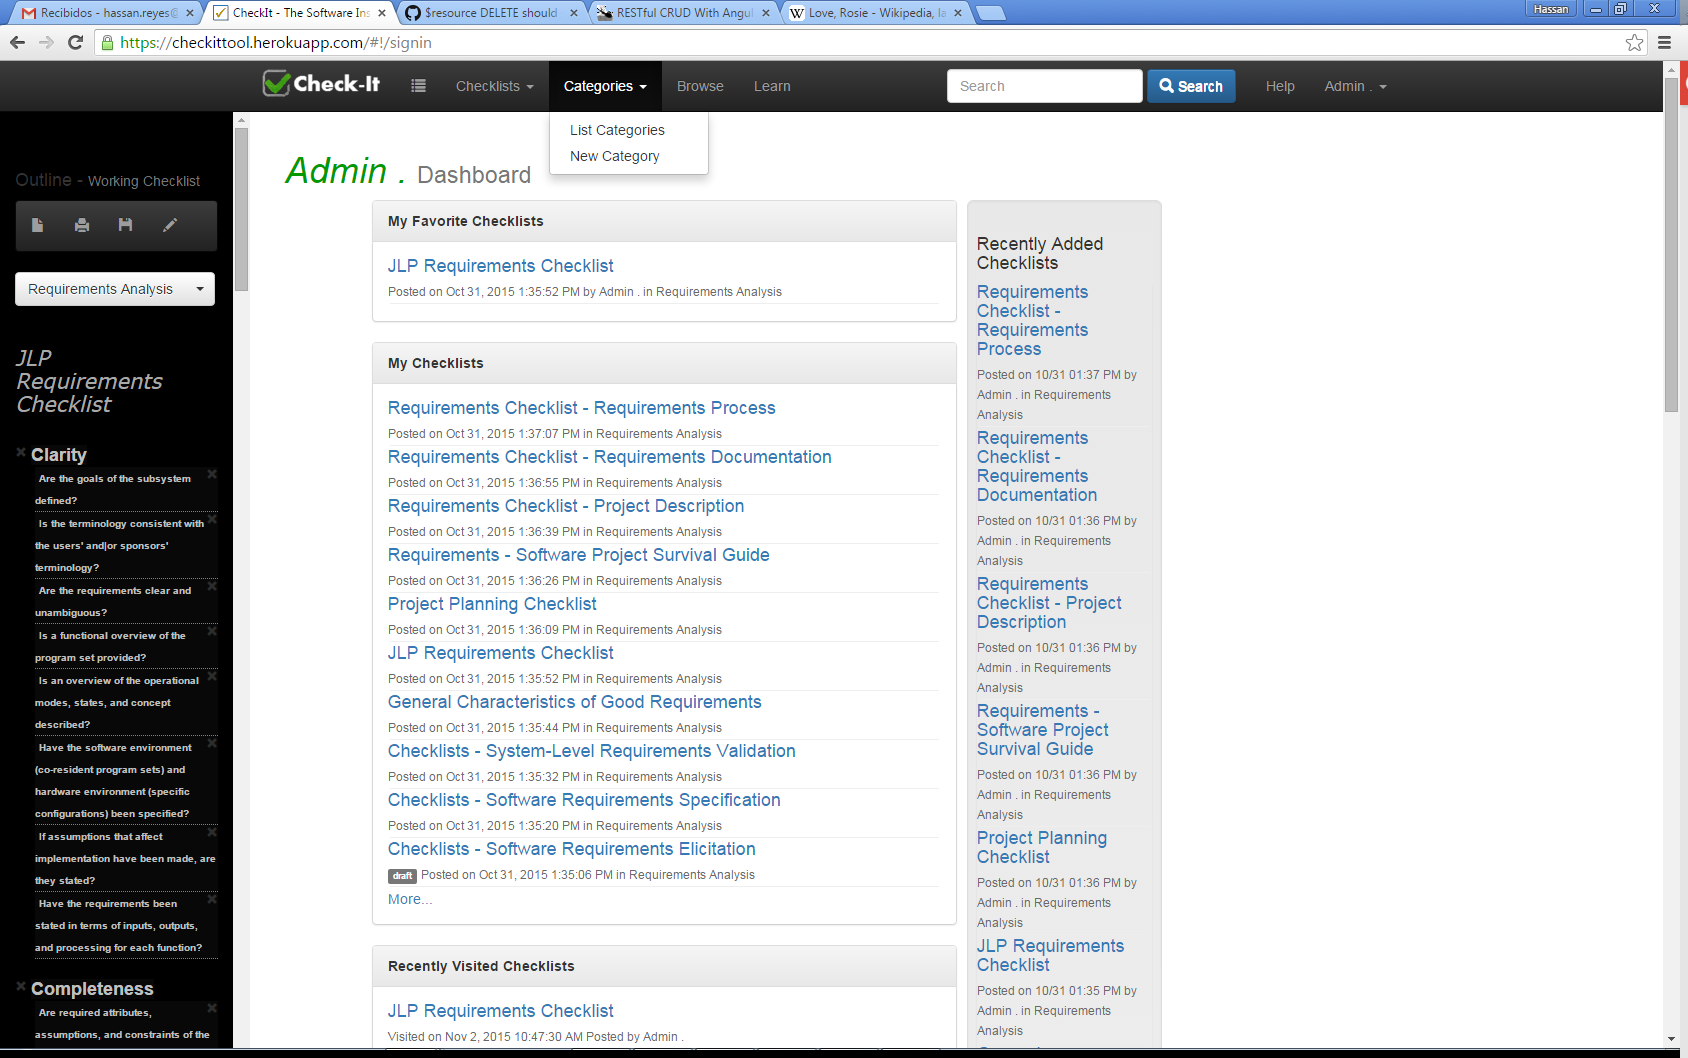 Recibidos - hassan.reyes@
CheckIt - The Software Ins
$resource DELETE should
RESTful CRUD With Angul
Love, Rosie - Wikipedia, la
Hassan
https://checkittool.herokuapp.com/#!/signin
Check-It
Checklists
Categories
Browse
Learn
Search
Search
Help
Admin .
List Categories
New Category
Outline - Working Checklist
Requirements Analysis
JLP
Requirements
Checklist
Clarity
Are the goals of the subsystem
defined?
Is the terminology consistent with
the users' and|or sponsors'
terminology?
Are the requirements clear and
unambiguous?
Is a functional overview of the
program set provided?
Is an overview of the operational
modes, states, and concept
described?
Have the software environment
(co-resident program sets) and
hardware environment (specific
configurations) been specified?
If assumptions that affect
implementation have been made, are
they stated?
Have the requirements been
stated in terms of inputs, outputs,
and processing for each function?
Completeness
Are required attributes,
assumptions, and constraints of the
Admin . Dashboard
My Favorite Checklists
JLP Requirements Checklist
Posted on Oct 31, 2015 1:35:52 PM by Admin . in Requirements Analysis
My Checklists
Requirements Checklist - Requirements Process
Posted on Oct 31, 2015 1:37:07 PM in Requirements Analysis
Requirements Checklist - Requirements Documentation
Posted on Oct 31, 2015 1:36:55 PM in Requirements Analysis
Requirements Checklist - Project Description
Posted on Oct 31, 2015 1:36:39 PM in Requirements Analysis
Requirements - Software Project Survival Guide
Posted on Oct 31, 2015 1:36:26 PM in Requirements Analysis
Project Planning Checklist
Posted on Oct 31, 2015 1:36:09 PM in Requirements Analysis
JLP Requirements Checklist
Posted on Oct 31, 2015 1:35:52 PM in Requirements Analysis
General Characteristics of Good Requirements
Posted on Oct 31, 2015 1:35:44 PM in Requirements Analysis
Checklists - System-Level Requirements Validation
Posted on Oct 31, 2015 1:35:32 PM in Requirements Analysis
Checklists - Software Requirements Specification
Posted on Oct 31, 2015 1:35:20 PM in Requirements Analysis
Checklists - Software Requirements Elicitation
draft Posted on Oct 31, 2015 1:35:06 PM in Requirements Analysis
More...
Recently Visited Checklists
JLP Requirements Checklist
Visited on Nov 2, 2015 10:47:30 AM Posted by Admin .
Recently Added
Checklists
Requirements
Checklist -
Requirements
Process
Posted on 10/31 01:37 PM by
Admin . in Requirements
Analysis
Requirements
Checklist -
Requirements
Documentation
Posted on 10/31 01:36 PM by
Admin . in Requirements
Analysis
Requirements
Checklist - Project
Description
Posted on 10/31 01:36 PM by
Admin . in Requirements
Analysis
Requirements -
Software Project
Survival Guide
Posted on 10/31 01:36 PM by
Admin . in Requirements
Analysis
Project Planning
Checklist
Posted on 10/31 01:36 PM by
Admin . in Requirements
Analysis
JLP Requirements
Checklist
Posted on 10/31 01:35 PM by
Admin . in Requirements
Analysis